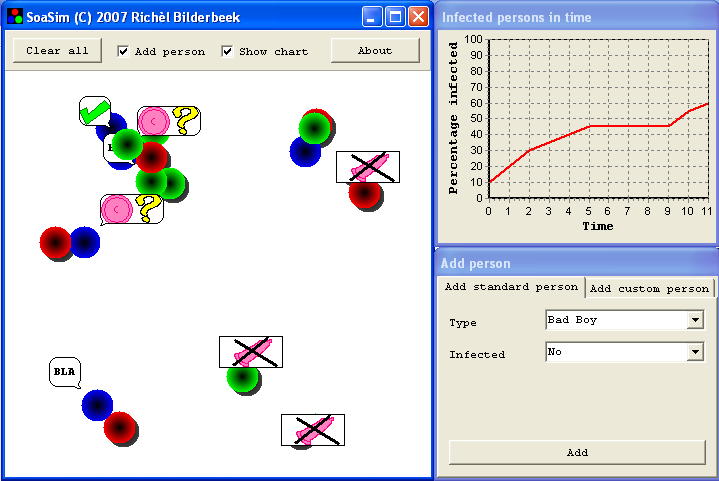 SoaSim (C) 2007 Richèl Bilderbeek
Clear all
Add person
Show chart
About
C
C
BLA
Infected persons in time
Percentage infected
100
90
80
70
60
50
40
30
20
10
0
0 1 2 3 4 5 6 7 8 9 10 11
Time
Add person
Add standard person
Add custom person
Type
Bad Boy
Infected
No
Add